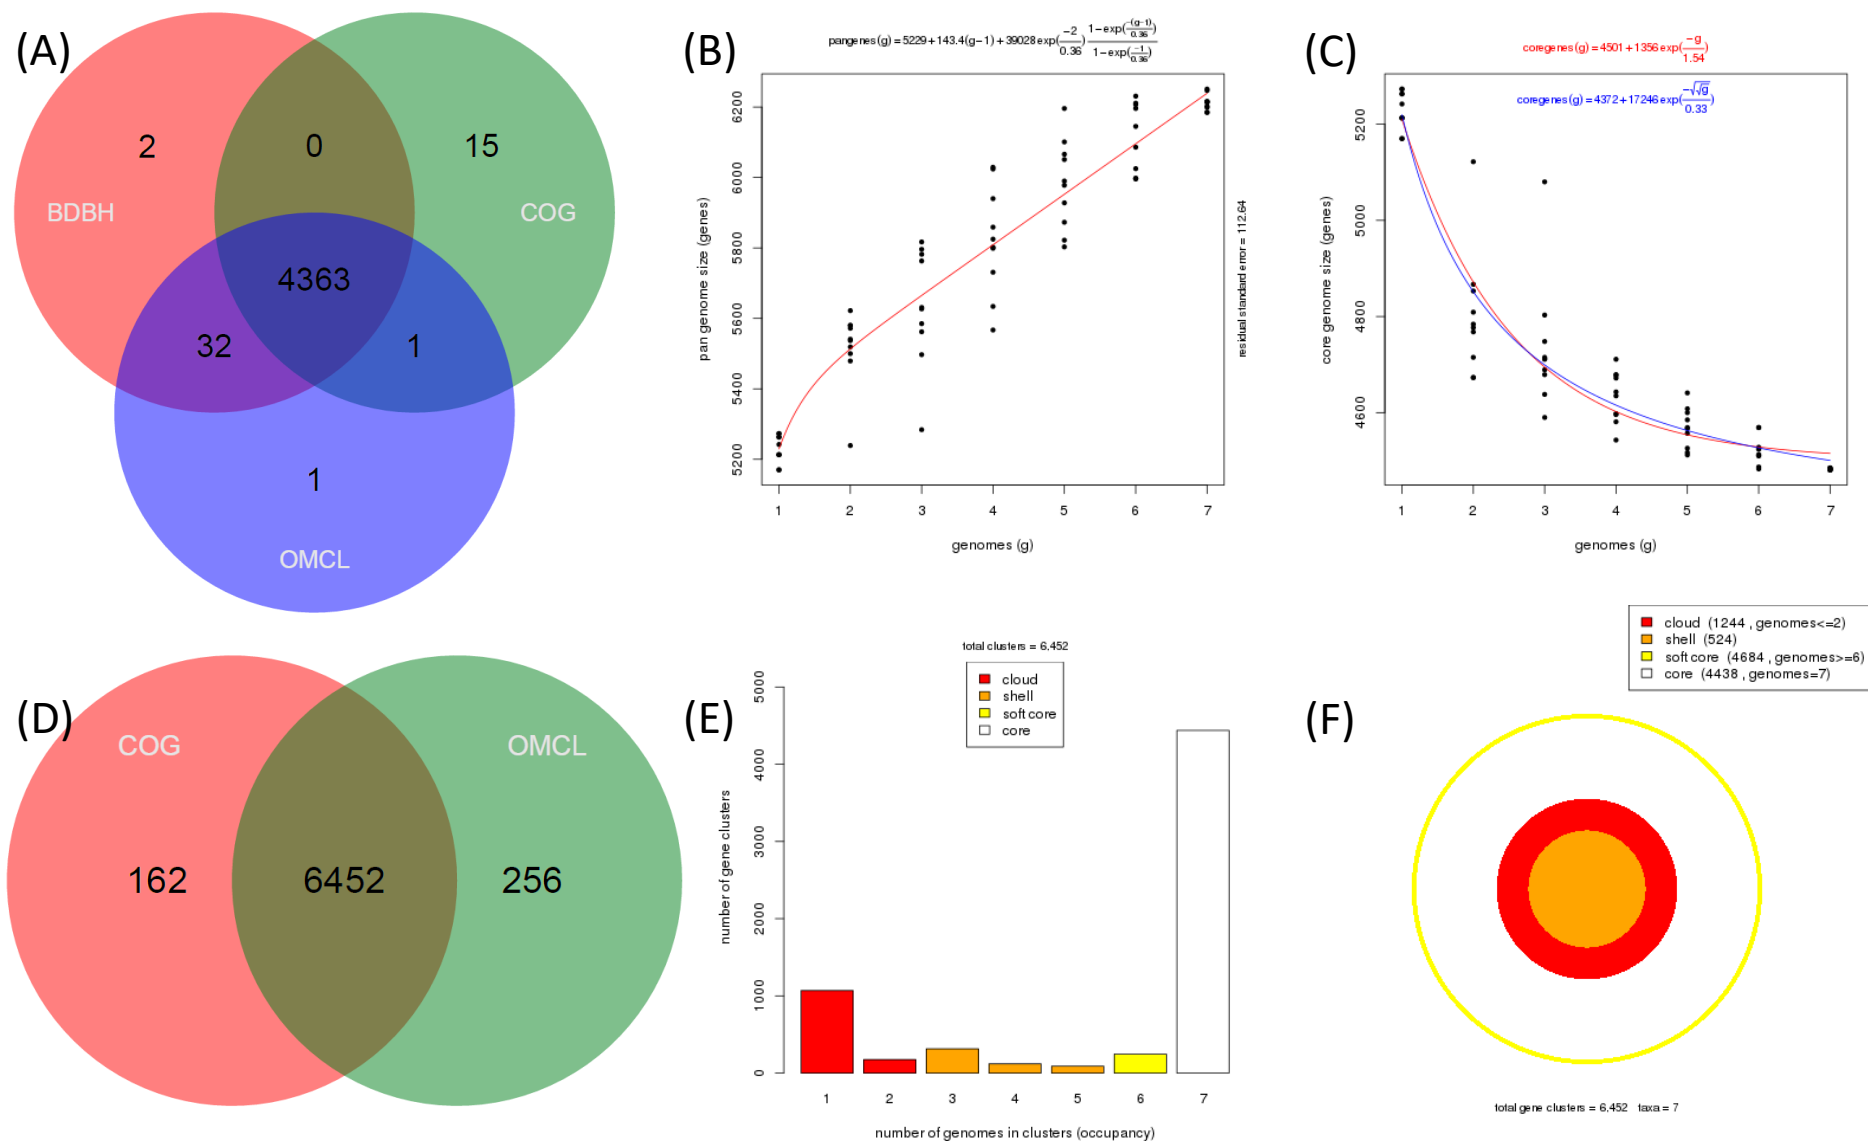 (A)
2
0
15
BDBH
COG
4363
32
1
1
OMCL
(B)
pangenes(g) = 5229 + 143.4(g−1) + 39028 exp(−2/0.36) (1−exp(−(g−1)/0.36))/(1−exp(−1/0.36))
pan genome size (genes)
6200
6000
5800
5600
5400
5200
1 2 3 4 5 6 7
genomes (g)
residual standard error = 112.64
(C)
coregenes(g) = 4501 + 1356 exp(−g/1.54)
coregenes(g) = 4372 + 17246 exp(−√√g/0.33)
core genome size (genes)
5200
5000
4800
4600
1 2 3 4 5 6 7
genomes (g)
(D)
COG
OMCL
162
6452
256
(E)
total clusters = 6,452
cloud
shell
soft core
core
number of gene clusters
5000
4000
3000
2000
1000
0
1 2 3 4 5 6 7
number of genomes in clusters (occupancy)
(F)
cloud (1244, genomes<=2)
shell (524)
soft core (4684, genomes>=6)
core (4438, genomes=7)
total gene clusters = 6,452 taxa = 7